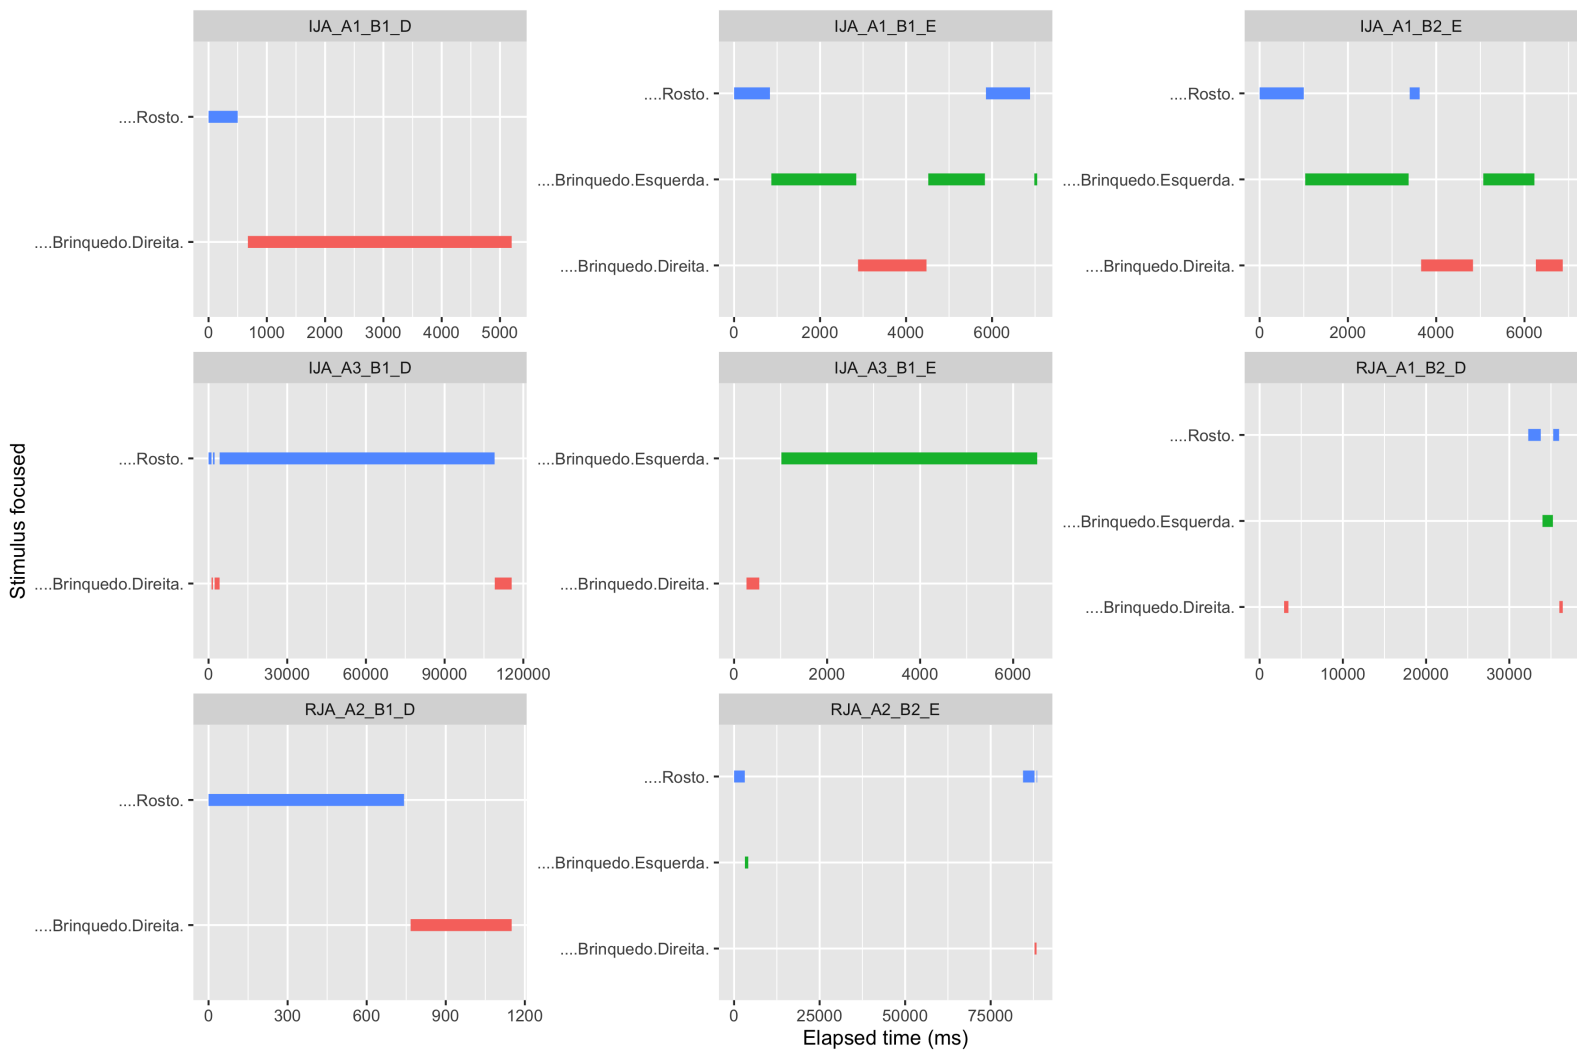 IJA_A1_B1_D
IJA_A1_B1_E
IJA_A1_B2_E
....Rosto.
....Brinquedo.Direita.
0 1000 2000 3000 4000 5000
....Rosto.
....Brinquedo.Esquerda.
....Brinquedo.Direita.
0 2000 4000 6000
....Rosto.
....Brinquedo.Esquerda.
....Brinquedo.Direita.
0 2000 4000 6000
Stimulus focused
IJA_A3_B1_D
IJA_A3_B1_E
RJA_A1_B2_D
....Rosto.
....Brinquedo.Direita.
0 30000 60000 90000 120000
....Brinquedo.Esquerda.
....Brinquedo.Direita.
0 2000 4000 6000
....Rosto.
....Brinquedo.Esquerda.
....Brinquedo.Direita.
0 10000 20000 30000
RJA_A2_B1_D
RJA_A2_B2_E
....Rosto.
....Brinquedo.Direita.
0 300 600 900 1200
....Rosto.
....Brinquedo.Esquerda.
....Brinquedo.Direita.
0 25000 50000 75000
Elapsed time (ms)